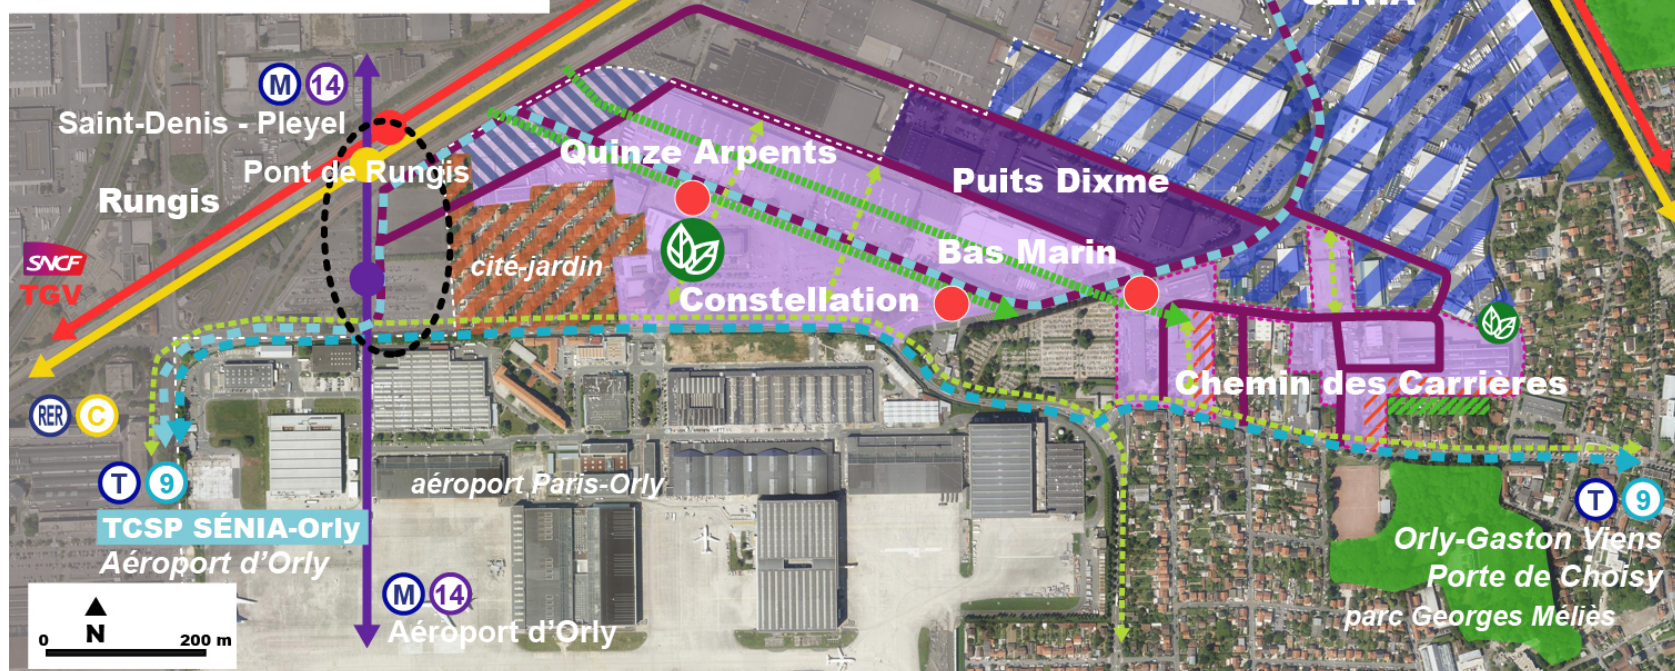 SÉNIA
M 14
Saint-Denis - Pleyel
Pont de Rungis
Rungis
Quinze Arpents
Puits Dixme
SNCF
TGV
cité-jardin
Bas Marin
Constellation
Chemin des Carrières
RER C
T 9
aéroport Paris-Orly
TCSP SÉNIA-Orly
Aéroport d'Orly
T 9
Orly-Gaston Viens
Porte de Choisy
parc Georges Méliès
M 14
Aéroport d'Orly
N
0 200 m